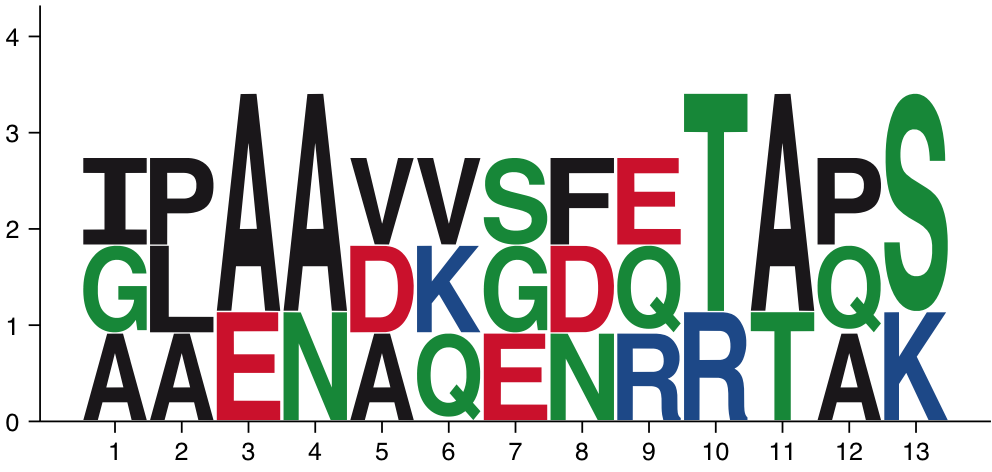 4
3
2
1
0
I P A A V V S F E T A P S
G L D K G D Q Q
A A E N A Q E N R R T A K
1 2 3 4 5 6 7 8 9 10 11 12 13